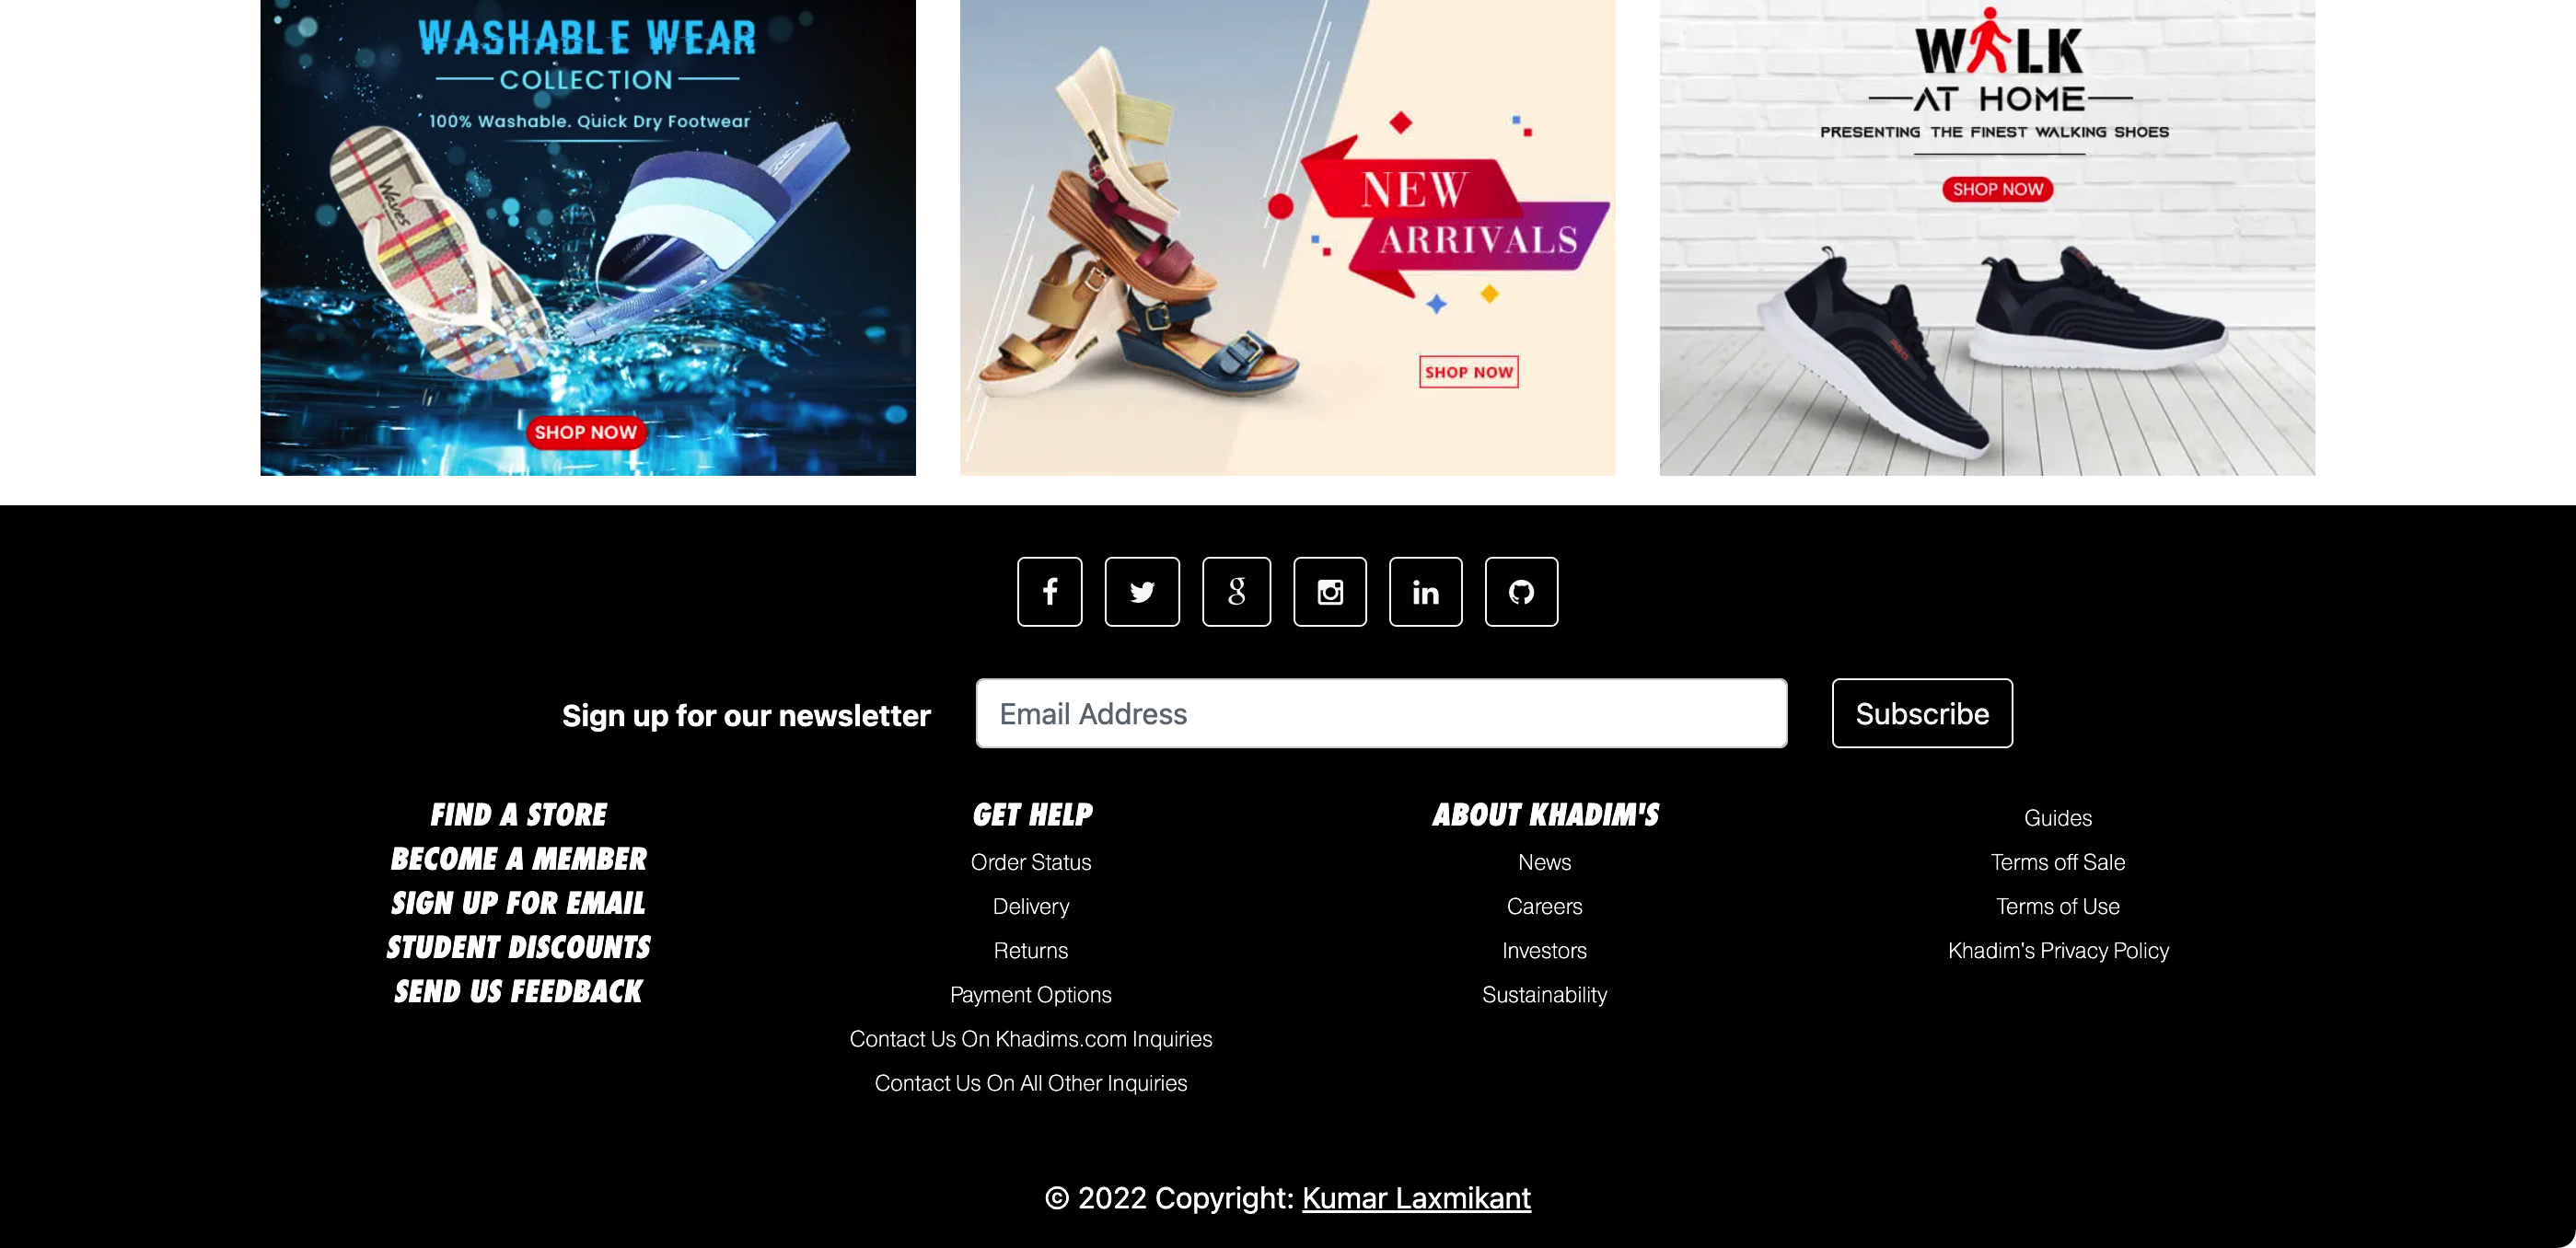 WASHABLE WEAR
COLLECTION
100% Washable. Quick Dry Footwear
Waves
SHOP NOW
NEW
ARRIVALS
SHOP NOW
WALK
AT HOME
PRESENTING THE FINEST WALKING SHOES
SHOP NOW
PRO
Sign up for our newsletter
Email Address
Subscribe
FIND A STORE
BECOME A MEMBER
SIGN UP FOR EMAIL
STUDENT DISCOUNTS
SEND US FEEDBACK
GET HELP
Order Status
Delivery
Returns
Payment Options
Contact Us On Khadims.com Inquiries
Contact Us On All Other Inquiries
ABOUT KHADIM'S
News
Careers
Investors
Sustainability
Guides
Terms off Sale
Terms of Use
Khadim's Privacy Policy
© 2022 Copyright: Kumar Laxmikant